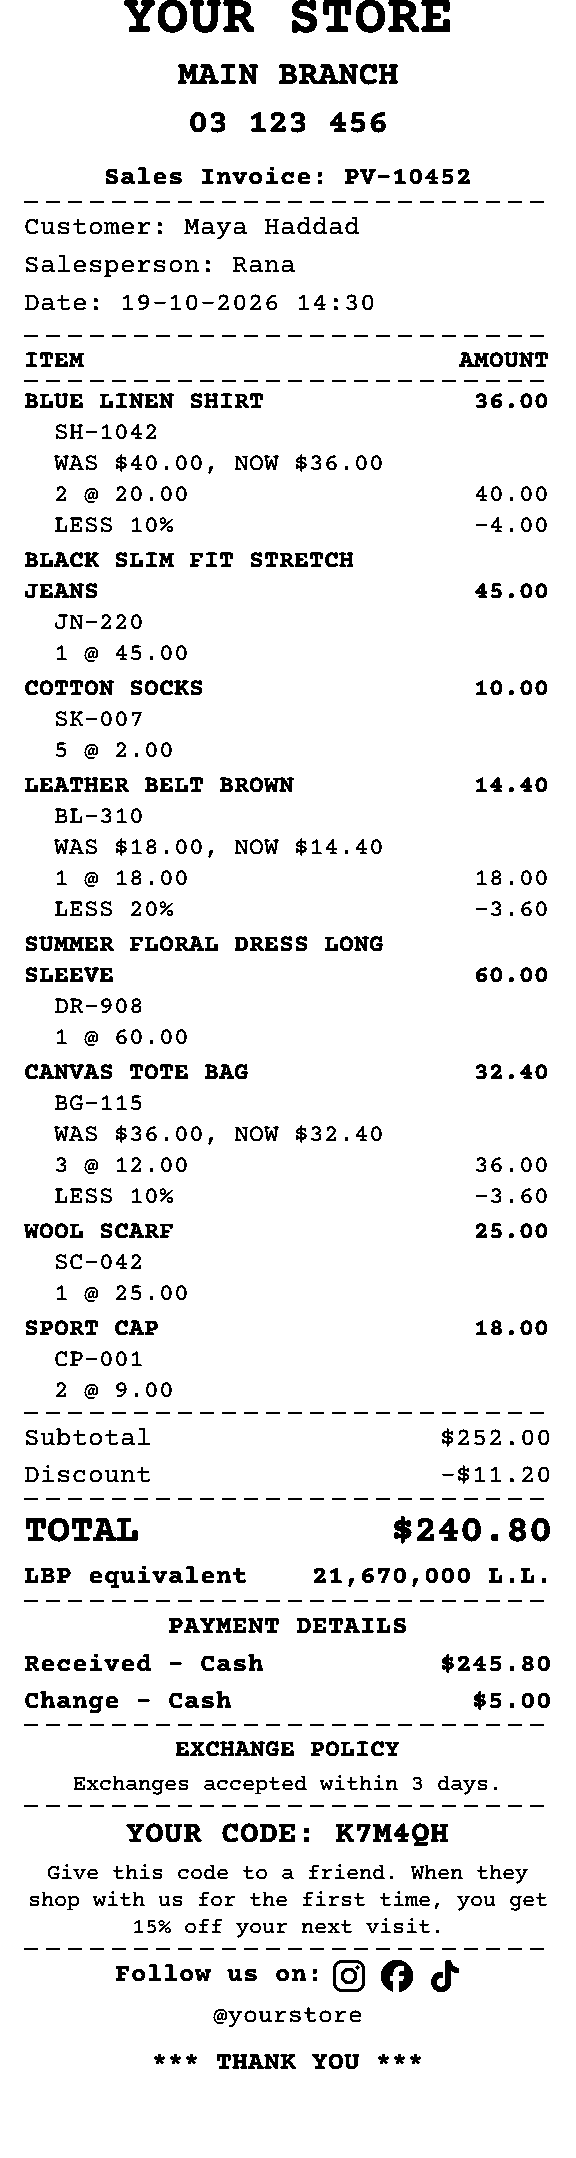 YOUR STORE
MAIN BRANCH
03 123 456
Sales Invoice: PV-10452
Customer: Maya Haddad
Salesperson: Rana
Date: 19-10-2026 14:30
ITEM AMOUNT
BLUE LINEN SHIRT 36.00
SH-1042
WAS $40.00, NOW $36.00
2 @ 20.00 40.00
LESS 10% -4.00
BLACK SLIM FIT STRETCH
JEANS 45.00
JN-220
1 @ 45.00
COTTON SOCKS 10.00
SK-007
5 @ 2.00
LEATHER BELT BROWN 14.40
BL-310
WAS $18.00, NOW $14.40
1 @ 18.00 18.00
LESS 20% -3.60
SUMMER FLORAL DRESS LONG
SLEEVE 60.00
DR-908
1 @ 60.00
CANVAS TOTE BAG 32.40
BG-115
WAS $36.00, NOW $32.40
3 @ 12.00 36.00
LESS 10% -3.60
WOOL SCARF 25.00
SC-042
1 @ 25.00
SPORT CAP 18.00
CP-001
2 @ 9.00
Subtotal $252.00
Discount -$11.20
TOTAL $240.80
LBP equivalent 21,670,000 L.L.
PAYMENT DETAILS
Received - Cash $245.80
Change - Cash $5.00
EXCHANGE POLICY
Exchanges accepted within 3 days.
YOUR CODE: K7M4QH
Give this code to a friend. When they
shop with us for the first time, you get
15% off your next visit.
Follow us on:
@yourstore
*** THANK YOU ***